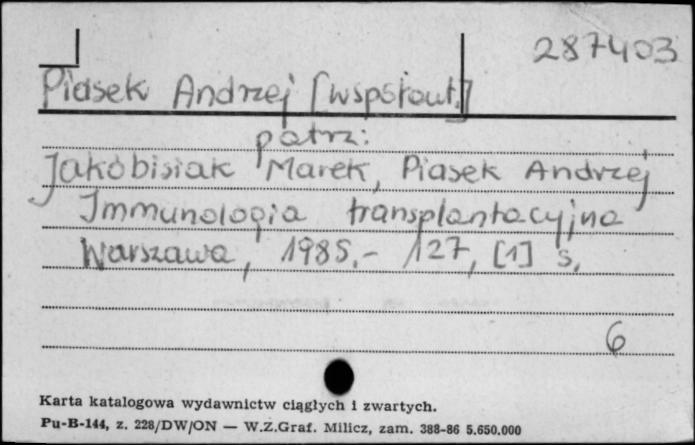 287403
Piasek Andrzej [współaut.]
patrz:
Jakóbisiak Marek, Piasek Andrzej
Immunologia transplantacyjna
Warszawa, 1985.- 127, [1] s.
6
Karta katalogowa wydawnictw ciągłych i zwartych.
Pu-B-144, z. 228/DW/ON — W.Z.Graf. Milicz, zam. 388-86 5.650.000